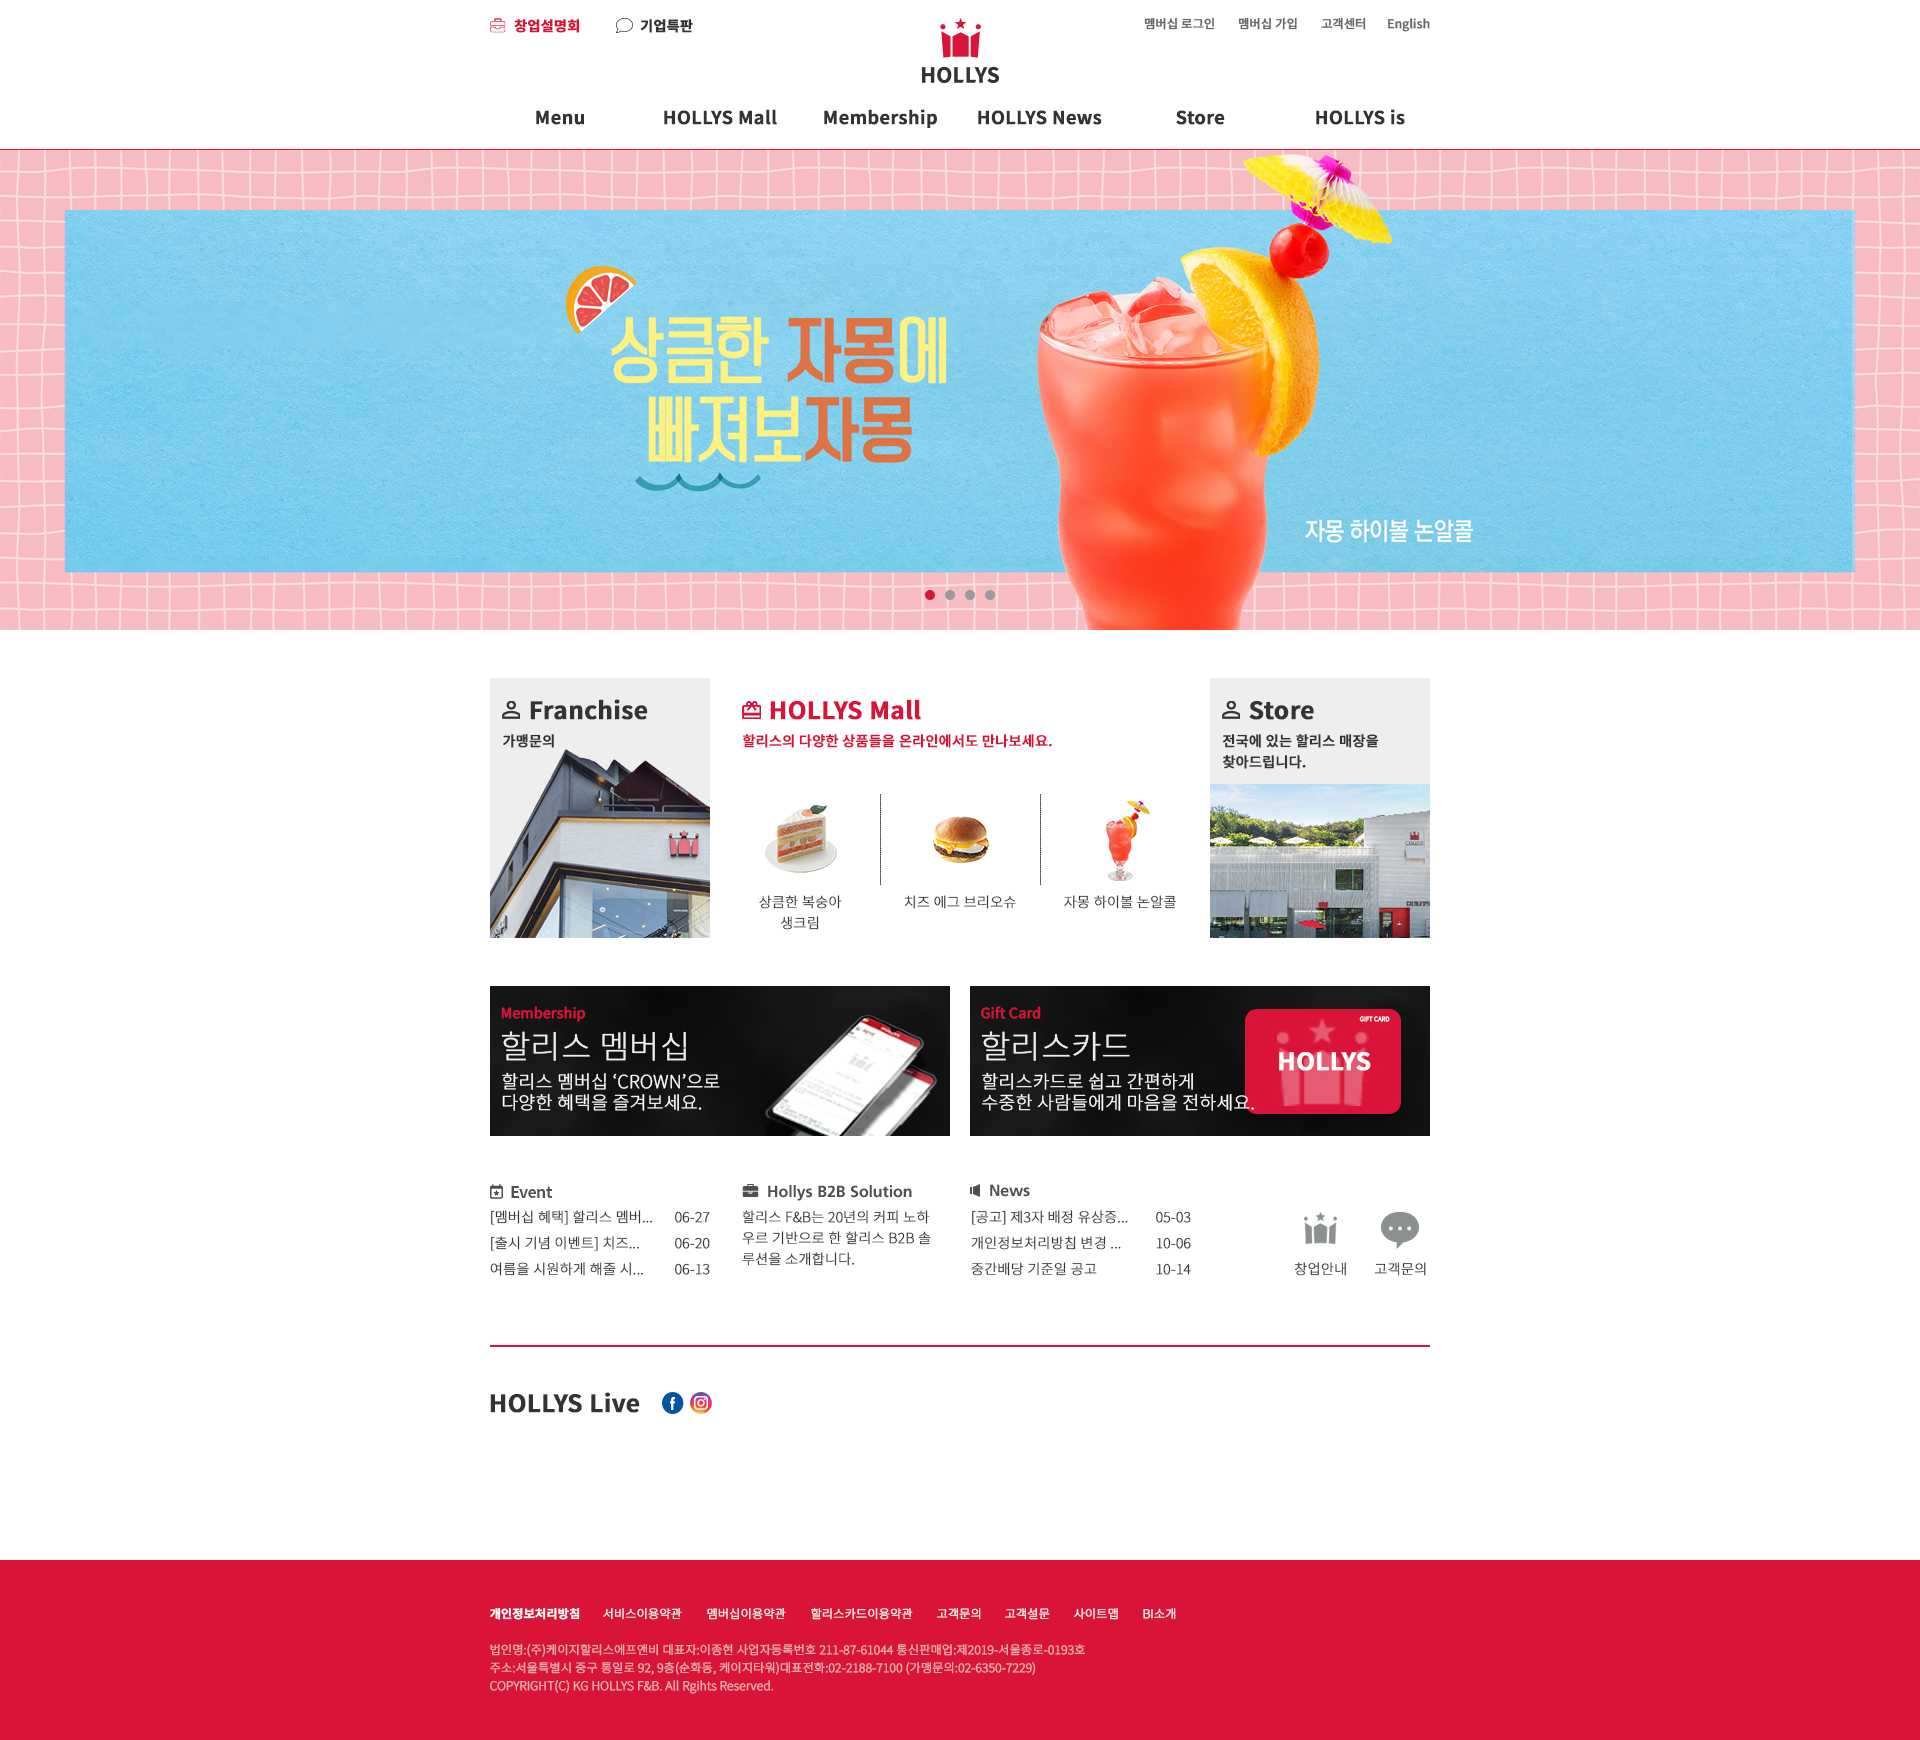 창업설명회
기업특판
HOLLYS
멤버십 로그인
멤버십 가입
고객센터
English
Menu
HOLLYS Mall
Membership
HOLLYS News
Store
HOLLYS is
상큼한 자몽에
빠져보자몽
자몽 하이볼 논알콜
Franchise
가맹문의
HOLLYS Mall
할리스의 다양한 상품들을 온라인에서도 만나보세요.
상큼한 복숭아
생크림
치즈 에그 브리오슈
자몽 하이볼 논알콜
Store
전국에 있는 할리스 매장을
찾아드립니다.
Membership
할리스 멤버십
할리스 멤버십 ‘CROWN’으로
다양한 혜택을 즐겨보세요.
Gift Card
할리스카드
할리스카드로 쉽고 간편하게
수중한 사람들에게 마음을 전하세요.
GIFT CARD
HOLLYS
Event
[멤버십 혜택] 할리스 멤버... 06-27
[출시 기념 이벤트] 치즈... 06-20
여름을 시원하게 해줄 시... 06-13
Hollys B2B Solution
할리스 F&B는 20년의 커피 노하
우르 기반으로 한 할리스 B2B 솔
루션을 소개합니다.
News
[공고] 제3자 배정 유상증... 05-03
개인정보처리방침 변경 ... 10-06
중간배당 기준일 공고 10-14
창업안내
고객문의
HOLLYS Live
개인정보처리방침
서비스이용약관
멤버십이용약관
할리스카드이용약관
고객문의
고객설문
사이트맵
BI소개
법인명:(주)케이지할리스에프앤비 대표자:이종현 사업자등록번호 211-87-61044 통신판매업:제2019-서울종로-0193호
주소:서울특별시 중구 통일로 92, 9층(순화동, 케이지타워)대표전화:02-2188-7100 (가맹문의:02-6350-7229)
COPYRIGHT(C) KG HOLLYS F&B. All Rgihts Reserved.